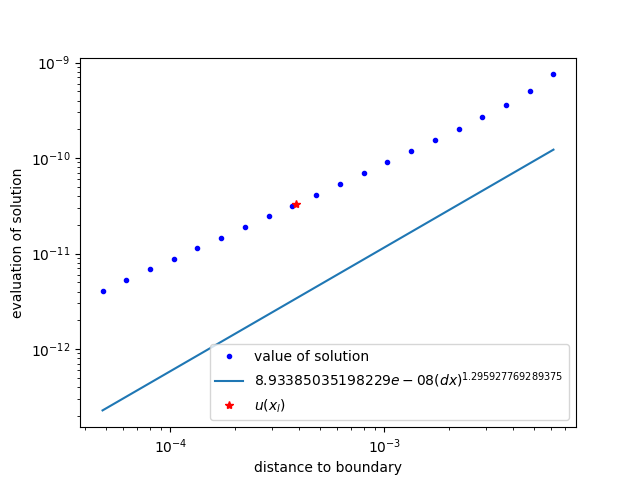 10^{-9}
10^{-10}
10^{-11}
10^{-12}
evaluation of solution
value of solution
8.93385035198229e − 08(dx)^{1.295927769289375}
u(x_I)
10^{-4}
10^{-3}
distance to boundary